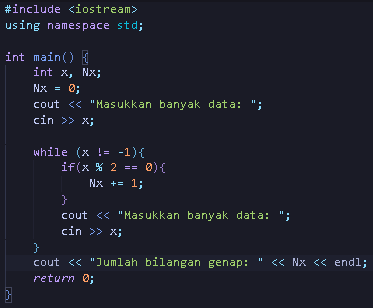 #include <iostream>
using namespace std;
int main() {
int x, Nx;
Nx = 0;
cout << "Masukkan banyak data: ";
cin >> x;
while (x != -1){
if(x % 2 == 0){
Nx += 1;
}
cout << "Masukkan banyak data: ";
cin >> x;
}
cout << "Jumlah bilangan genap: " << Nx << endl;
return 0;
}